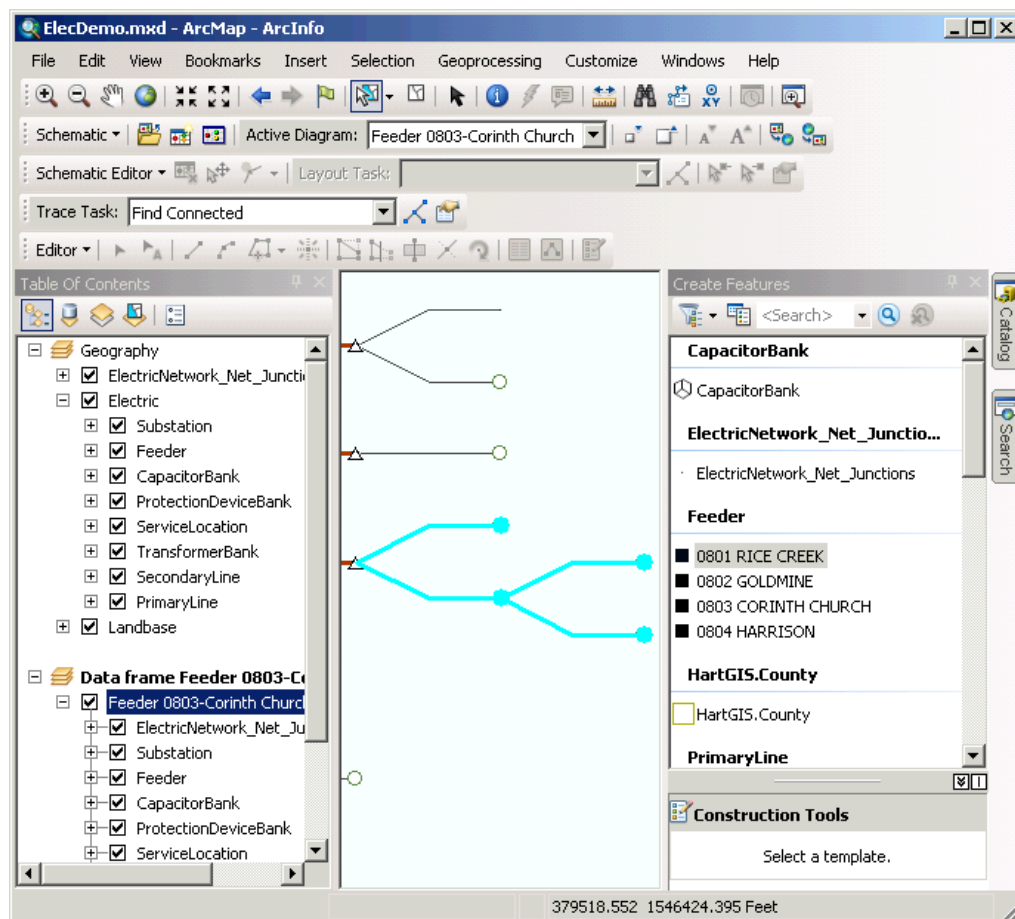 ElecDemo.mxd - ArcMap - ArcInfo
File Edit View Bookmarks Insert Selection Geoprocessing Customize Windows Help
Schematic Active Diagram: Feeder 0803-Corinth Church
Schematic Editor Layout Task:
Trace Task: Find Connected
Editor
Table Of Contents
Geography
ElectricNetwork_Net_Juncti
Electric
Substation
Feeder
CapacitorBank
ProtectionDeviceBank
ServiceLocation
TransformerBank
SecondaryLine
PrimaryLine
Landbase
Data frame Feeder 0803-Co
Feeder 0803-Corinth Churc
ElectricNetwork_Net_Ju
Substation
Feeder
CapacitorBank
ProtectionDeviceBank
ServiceLocation
Create Features
<Search>
CapacitorBank
CapacitorBank
ElectricNetwork_Net_Junctio...
ElectricNetwork_Net_Junctions
Feeder
0801 RICE CREEK
0802 GOLDMINE
0803 CORINTH CHURCH
0804 HARRISON
HartGIS.County
HartGIS.County
PrimaryLine
Construction Tools
Select a template.
Catalog
Search
379518.552 1546424.395 Feet